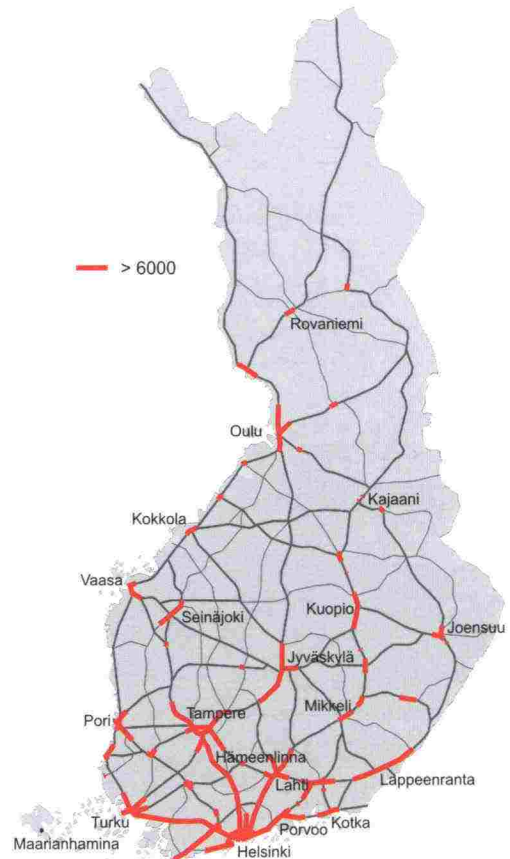 > 6000
Rovaniemi
Oulu
Kajaani
Kokkola
Vaasa
Seinäjoki
Kuopio
Joensuu
Jyväskylä
Mikkeli
Pori
Tampere
Hämeenlinna
Lahti
Lappeenranta
Turku
Porvoo
Kotka
Maarianhamina
Helsinki